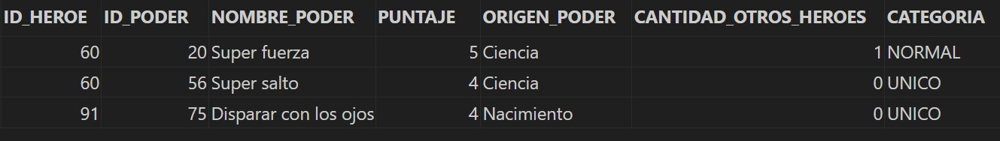 ID_HEROE ID_PODER NOMBRE_PODER PUNTAJE ORIGEN_PODER CANTIDAD_OTROS_HEROES CATEGORIA
60 20 Super fuerza 5 Ciencia 1 NORMAL
60 56 Super salto 4 Ciencia 0 UNICO
91 75 Disparar con los ojos 4 Nacimiento 0 UNICO